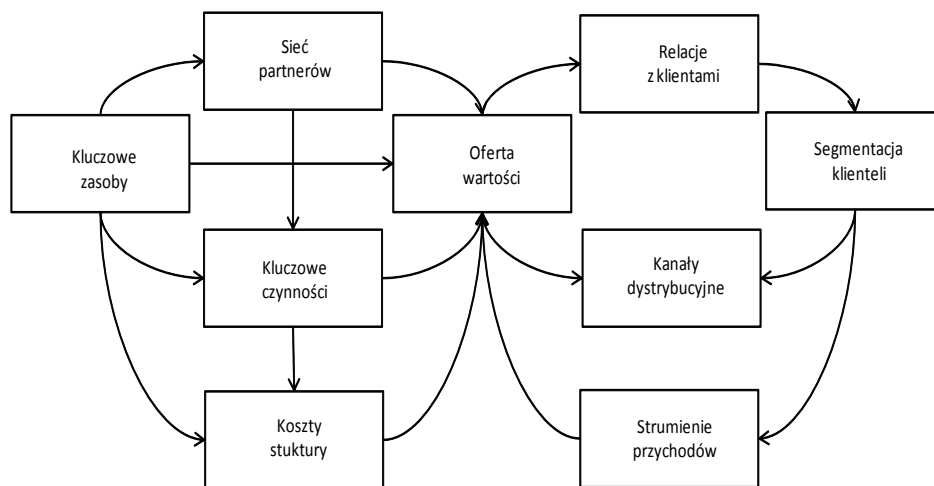 Sieć
partnerów
Relacje
z klientami
Kluczowe
zasoby
Oferta
wartości
Segmentacja
klienteli
Kluczowe
czynności
Kanały
dystrybucyjne
Koszty
stuktury
Strumienie
przychodów